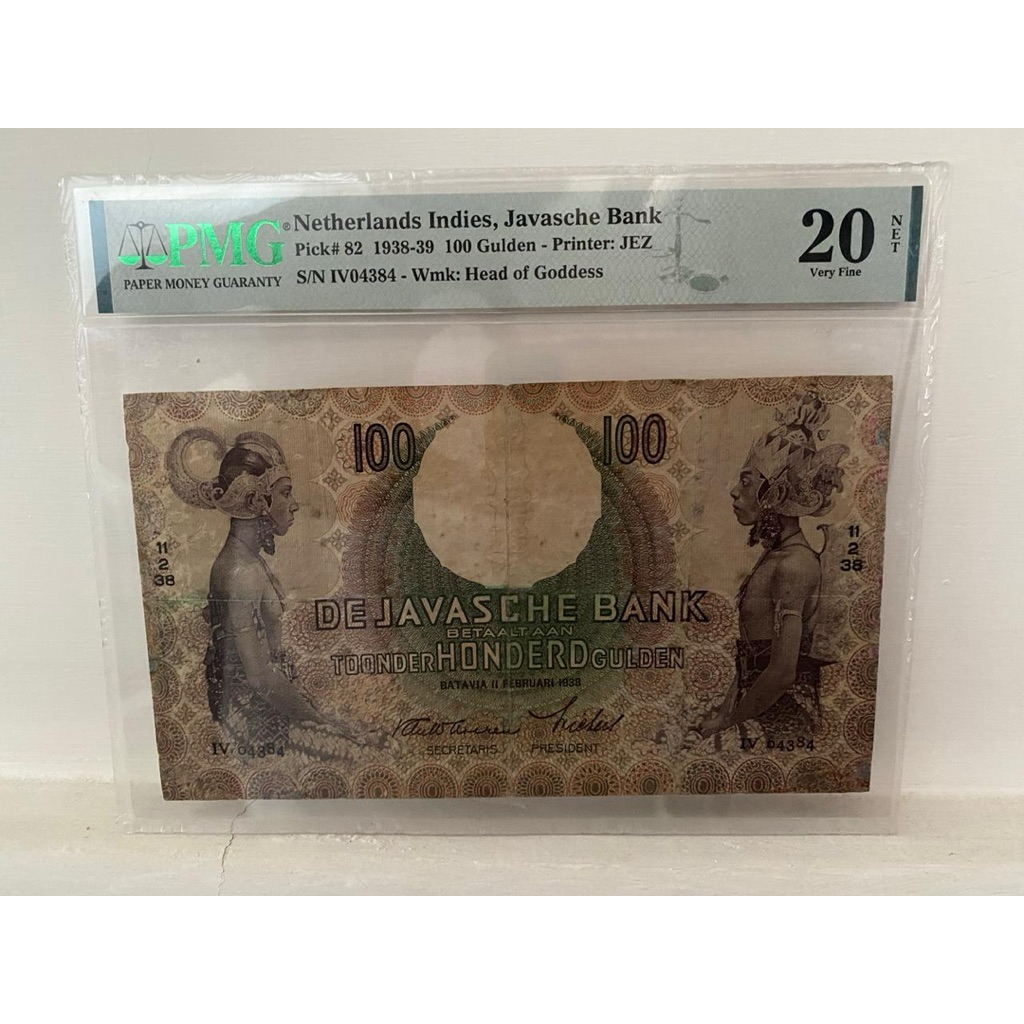 PMG®
PAPER MONEY GUARANTY
Netherlands Indies, Javasche Bank
Pick# 82 1938-39 100 Gulden - Printer: JEZ
S/N IV04384 - Wmk: Head of Goddess
20
NET
Very Fine
100 100
11
2
38
11
2
38
DE JAVASCHE BANK
BETAALT AAN
TOONDER HONDERD GULDEN
BATAVIA 11 FEBRUARI 1938
SECRETARIS PRESIDENT
IV 04384 IV 04384